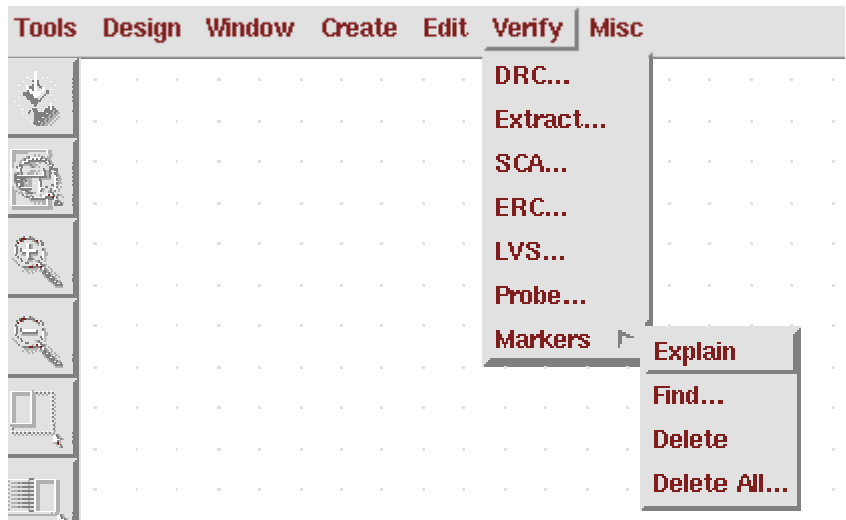 Tools Design Window Create Edit Verify Misc
DRC...
Extract...
SCA...
ERC...
LVS...
Probe...
Markers
Explain
Find...
Delete
Delete All...